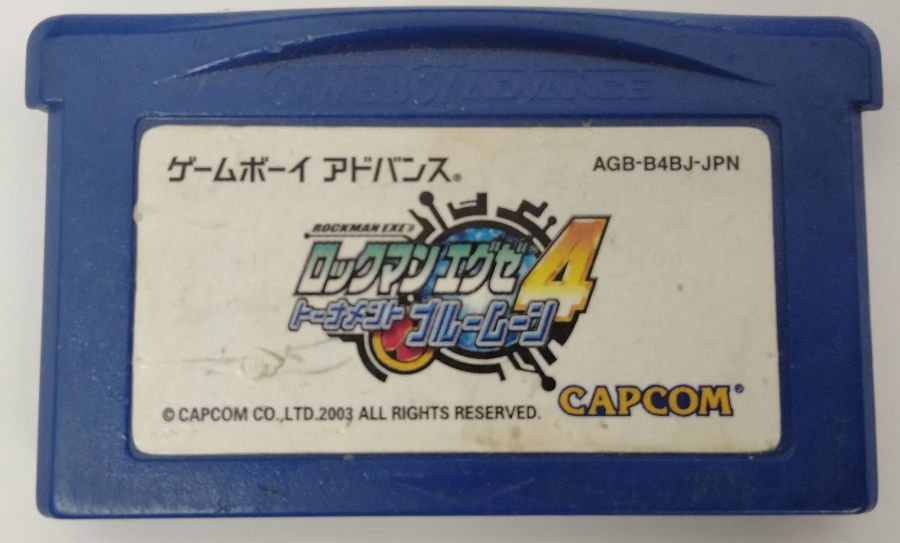 GAME BOY ADVANCE
ゲームボーイ アドバンス®
AGB-B4BJ-JPN
ROCKMAN EXE
ロックマン エグゼ 4
トーナメント ブルームーン
© CAPCOM CO.,LTD.2003 ALL RIGHTS RESERVED.
CAPCOM®